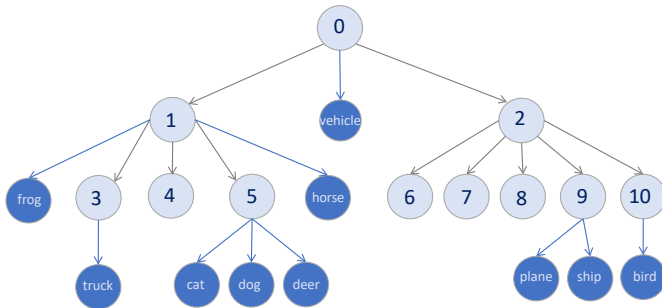 0
vehicle
1
2
frog
3
4
5
horse
6
7
8
9
10
truck
cat
dog
deer
plane
ship
bird